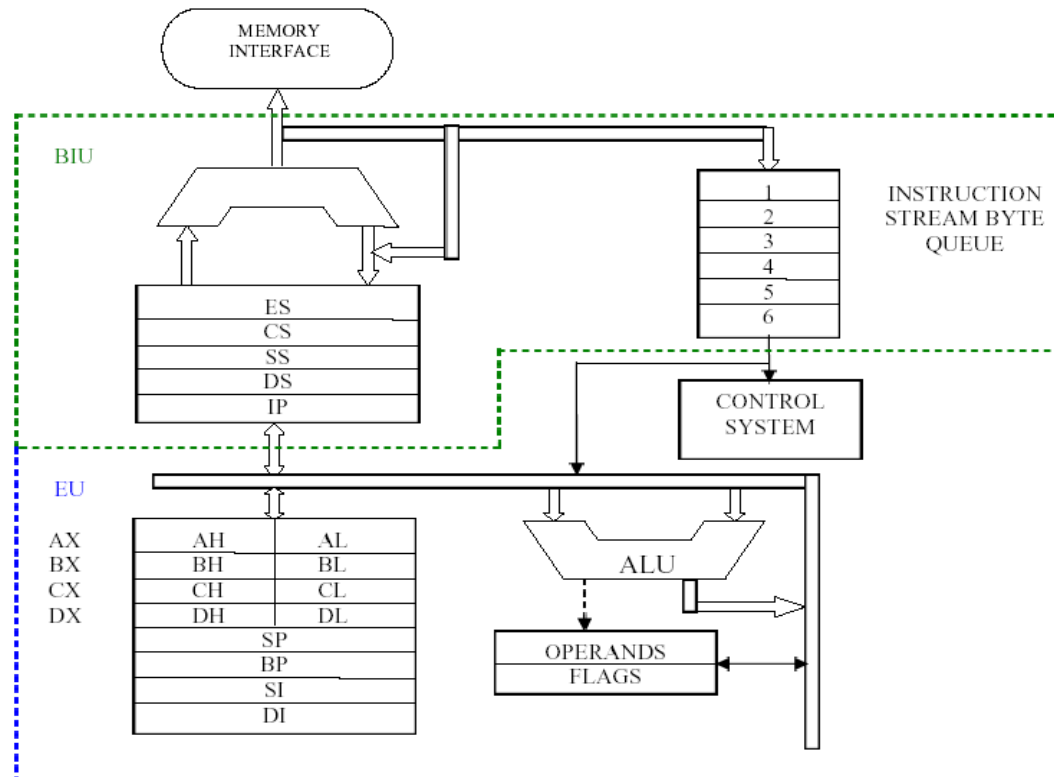 MEMORY
INTERFACE
BIU
1
2
3
4
5
6
INSTRUCTION
STREAM BYTE
QUEUE
ES
CS
SS
DS
IP
CONTROL
SYSTEM
EU
AX AH AL
BX BH BL
CX CH CL
DX DH DL
SP
BP
SI
DI
ALU
OPERANDS
FLAGS